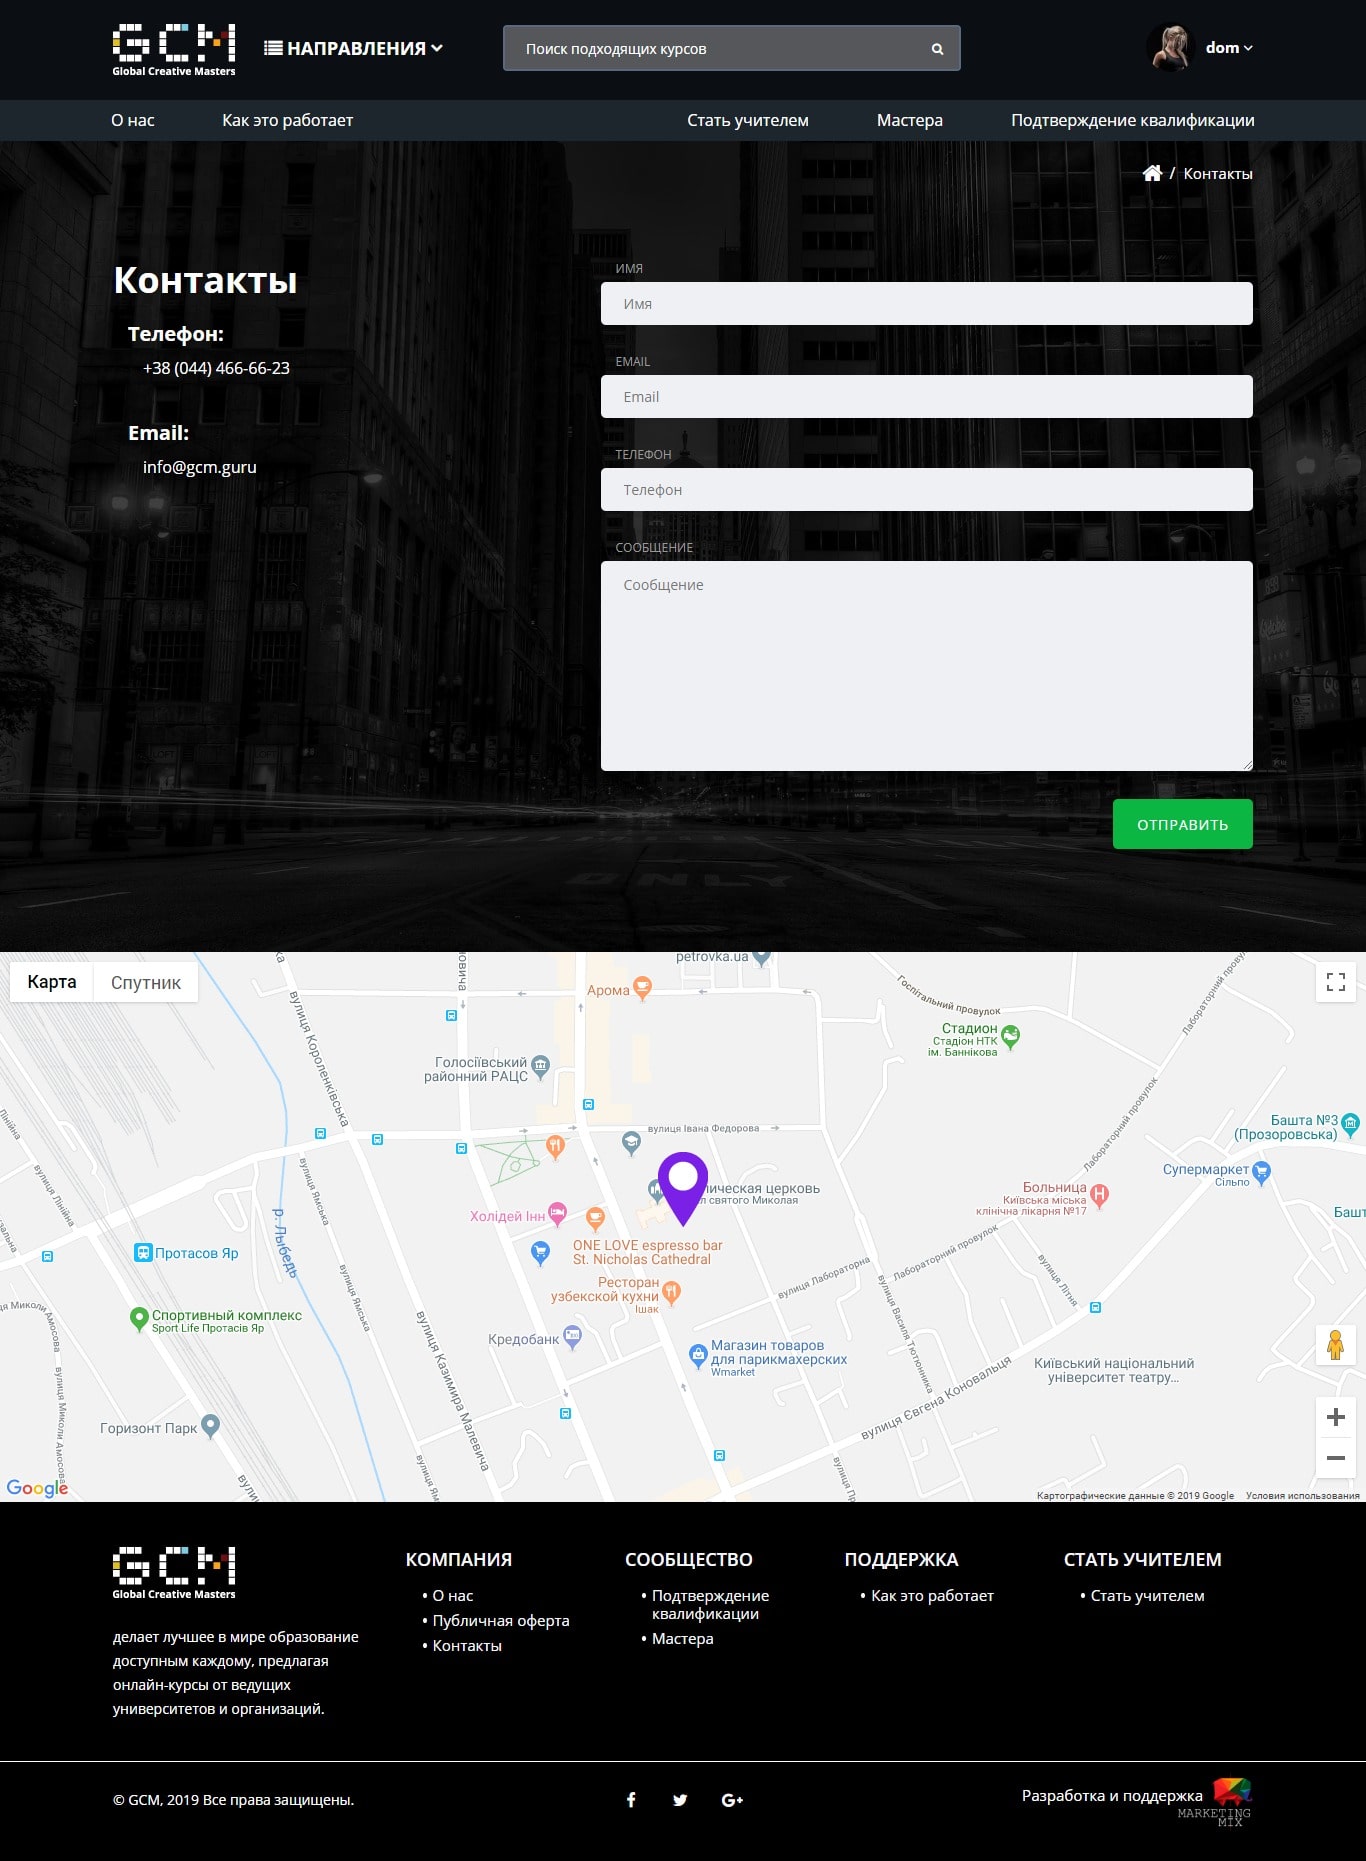 GCM
Global Creative Masters
НАПРАВЛЕНИЯ
Поиск подходящих курсов
dom
О нас
Как это работает
Стать учителем
Мастера
Подтверждение квалификации
/ Контакты
Контакты
Телефон:
+38 (044) 466-66-23
Email:
info@gcm.guru
ИМЯ
Имя
EMAIL
Email
ТЕЛЕФОН
Телефон
СООБЩЕНИЕ
Сообщение
ОТПРАВИТЬ
ONLY
Карта
Спутник
petrovka.ua
Арома
Госпітальний провулок
Лабораторний провулок
Стадион
Стадіон НТК
ім. Баннікова
Голосіївський
районний РАЦС
вулиця Короленківська
вулиця Івана Федорова
Лабораторний провулок
Башта №3
(Прозоровська)
Супермаркет
Сільпо
Больница
Київська міська
клінічна лікарня №17
Башт
ническая церковь
л святого Миколая
Холідей Інн
ONE LOVE espresso bar
St. Nicholas Cathedral
Ресторан
узбекской кухни
Ішак
Протасов Яр
р. Лыбедь
вулиця Ямська
вулиця Ямська
вулиця Лінійна
Спортивный комплекс
Sport Life Протасів Яр
Кредобанк
Магазин товаров
для парикмахерских
Wmarket
вулиця Лабораторна
Лабораторний провулок
вулиця Літня
вулиця Василя Тютюнника
вулиця Євгена Коновальця
Київський національний
університет театру...
вулиця Казимира Малевича
вулиця Миколи Амосова
Горизонт Парк
Google
Картографические данные © 2019 Google
Условия использования
GCM
Global Creative Masters
делает лучшее в мире образование
доступным каждому, предлагая
онлайн-курсы от ведущих
университетов и организаций.
КОМПАНИЯ
• О нас
• Публичная оферта
• Контакты
СООБЩЕСТВО
• Подтверждение
квалификации
• Мастера
ПОДДЕРЖКА
• Как это работает
СТАТЬ УЧИТЕЛЕМ
• Стать учителем
© GCM, 2019 Все права защищены.
Разработка и поддержка
MARKETING
MIX